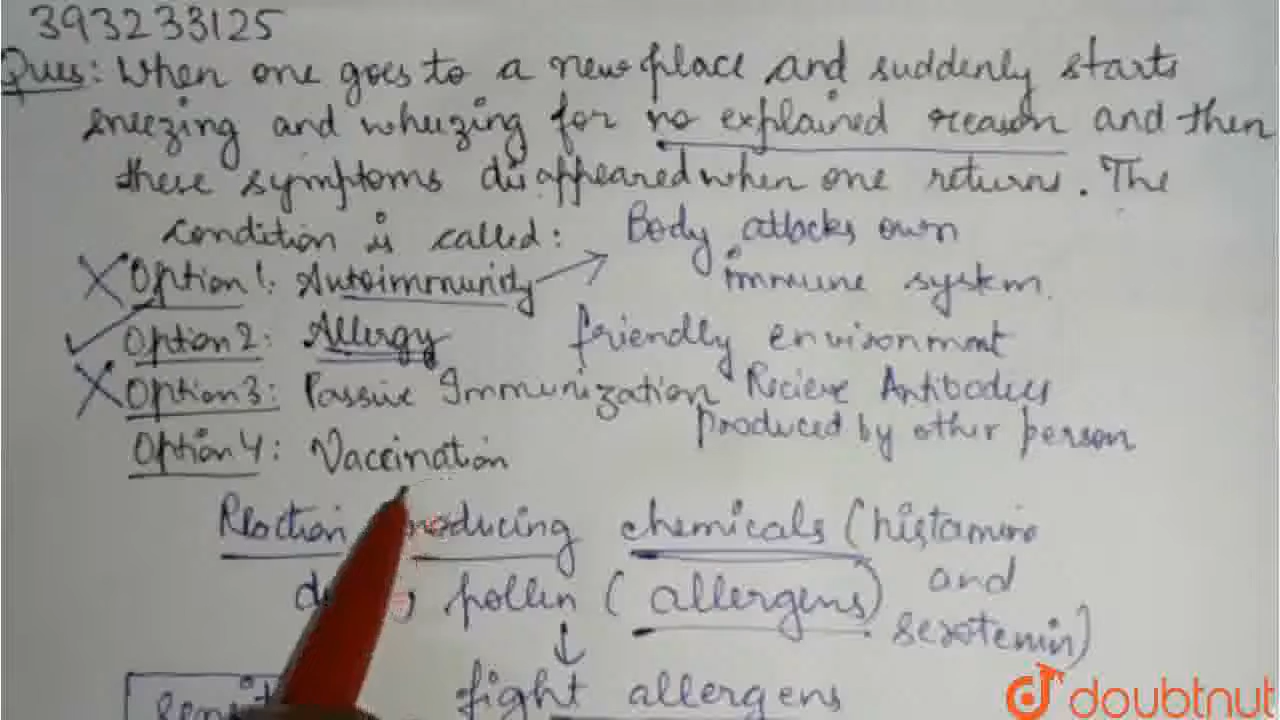 393233125
Ques: When one goes to a new place and suddenly starts
sneezing and wheezing for no explained reason and then
these symptoms disappeared when one returns. The
condition is called:
Option 1: Autoimmunity → Body attacks own
immune system.
Option 2: Allergy friendly environment
Option 3: Passive Immunization Recieve Antibodies
produced by other person
Option 4: Vaccination
Reaction producing chemicals (histamine
and
serotenin)
, pollen (allergens)
fight allergens
doubtnut